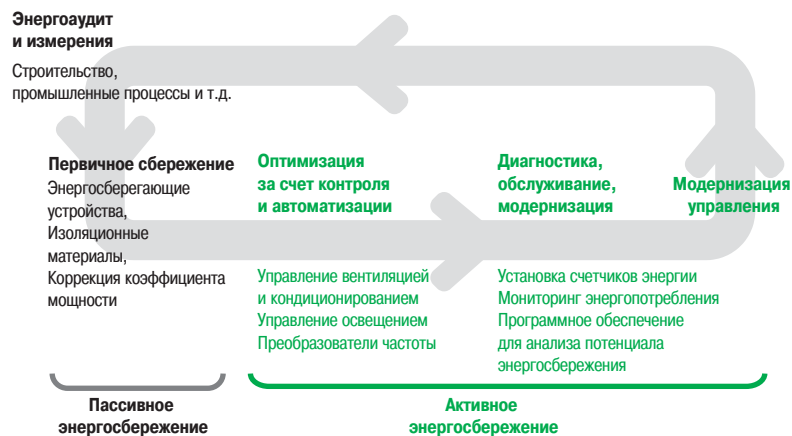 Энергоаудит
и измерения
Строительство,
промышленные процессы и т.д.
Первичное сбережение
Энергосберегающие
устройства,
Изоляционные
материалы,
Коррекция коэффициента
мощности
Оптимизация
за счет контроля
и автоматизации
Управление вентиляцией
и кондиционированием
Управление освещением
Преобразователи частоты
Диагностика,
обслуживание,
модернизация
Установка счетчиков энергии
Мониторинг энергопотребления
Программное обеспечение
для анализа потенциала
энергосбережения
Модернизация
управления
Пассивное
энергосбережение
Активное
энергосбережение